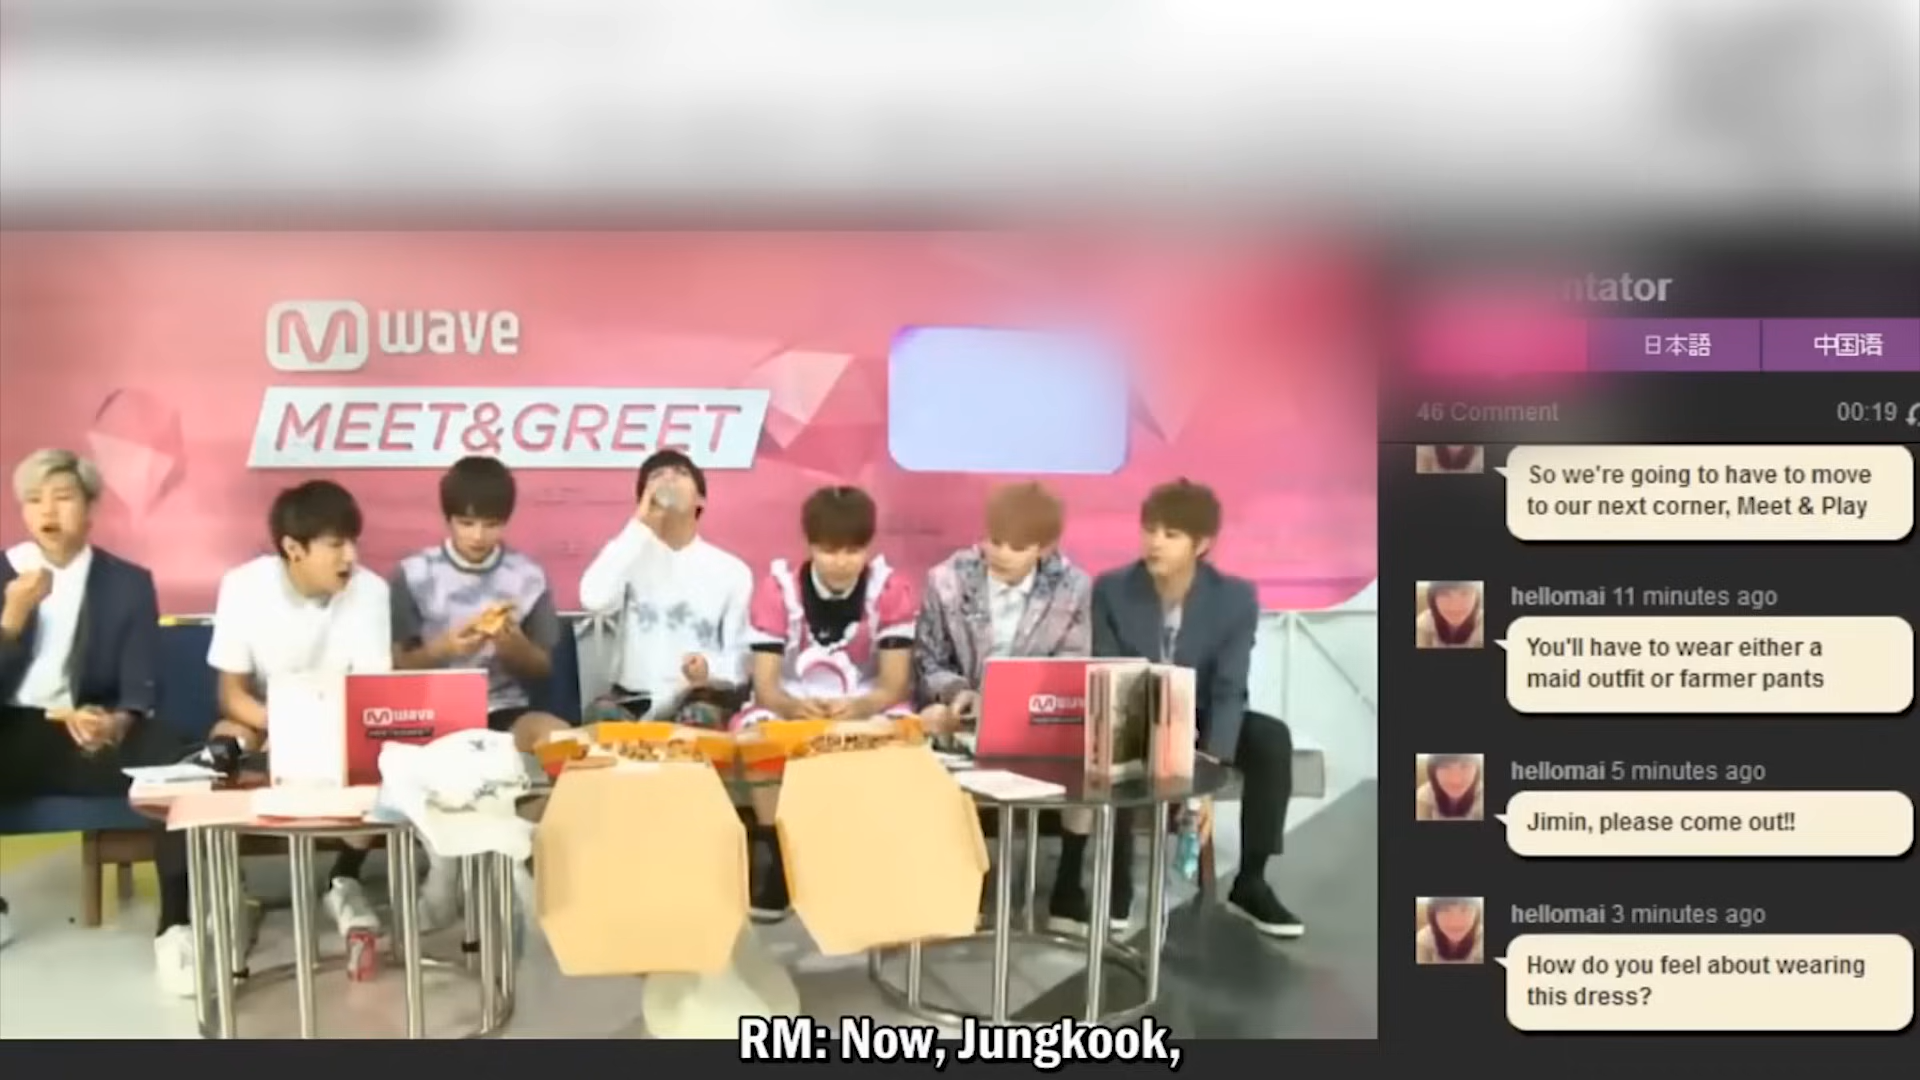 M wave
MEET&GREET
ntator
日本語
中国语
46 Comment
00:19
So we're going to have to move
to our next corner, Meet & Play
hellomai 11 minutes ago
You'll have to wear either a
maid outfit or farmer pants
hellomai 5 minutes ago
Jimin, please come out!!
hellomai 3 minutes ago
How do you feel about wearing
this dress?
M wave
M wave
RM: Now, Jungkook,